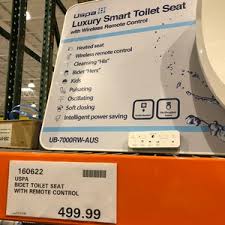 uspa
Luxury Smart Toilet Seat
with Wireless Remote Control
Heated seat
Wireless remote control
Cleansing "His"
Bidet "Hers"
Kids
Pulsating
Oscillating
Soft closing
Intelligent power saving
UB-7000RW-AUS
160622
USPA
BIDET TOILET SEAT
WITH REMOTE CONTROL
499.99